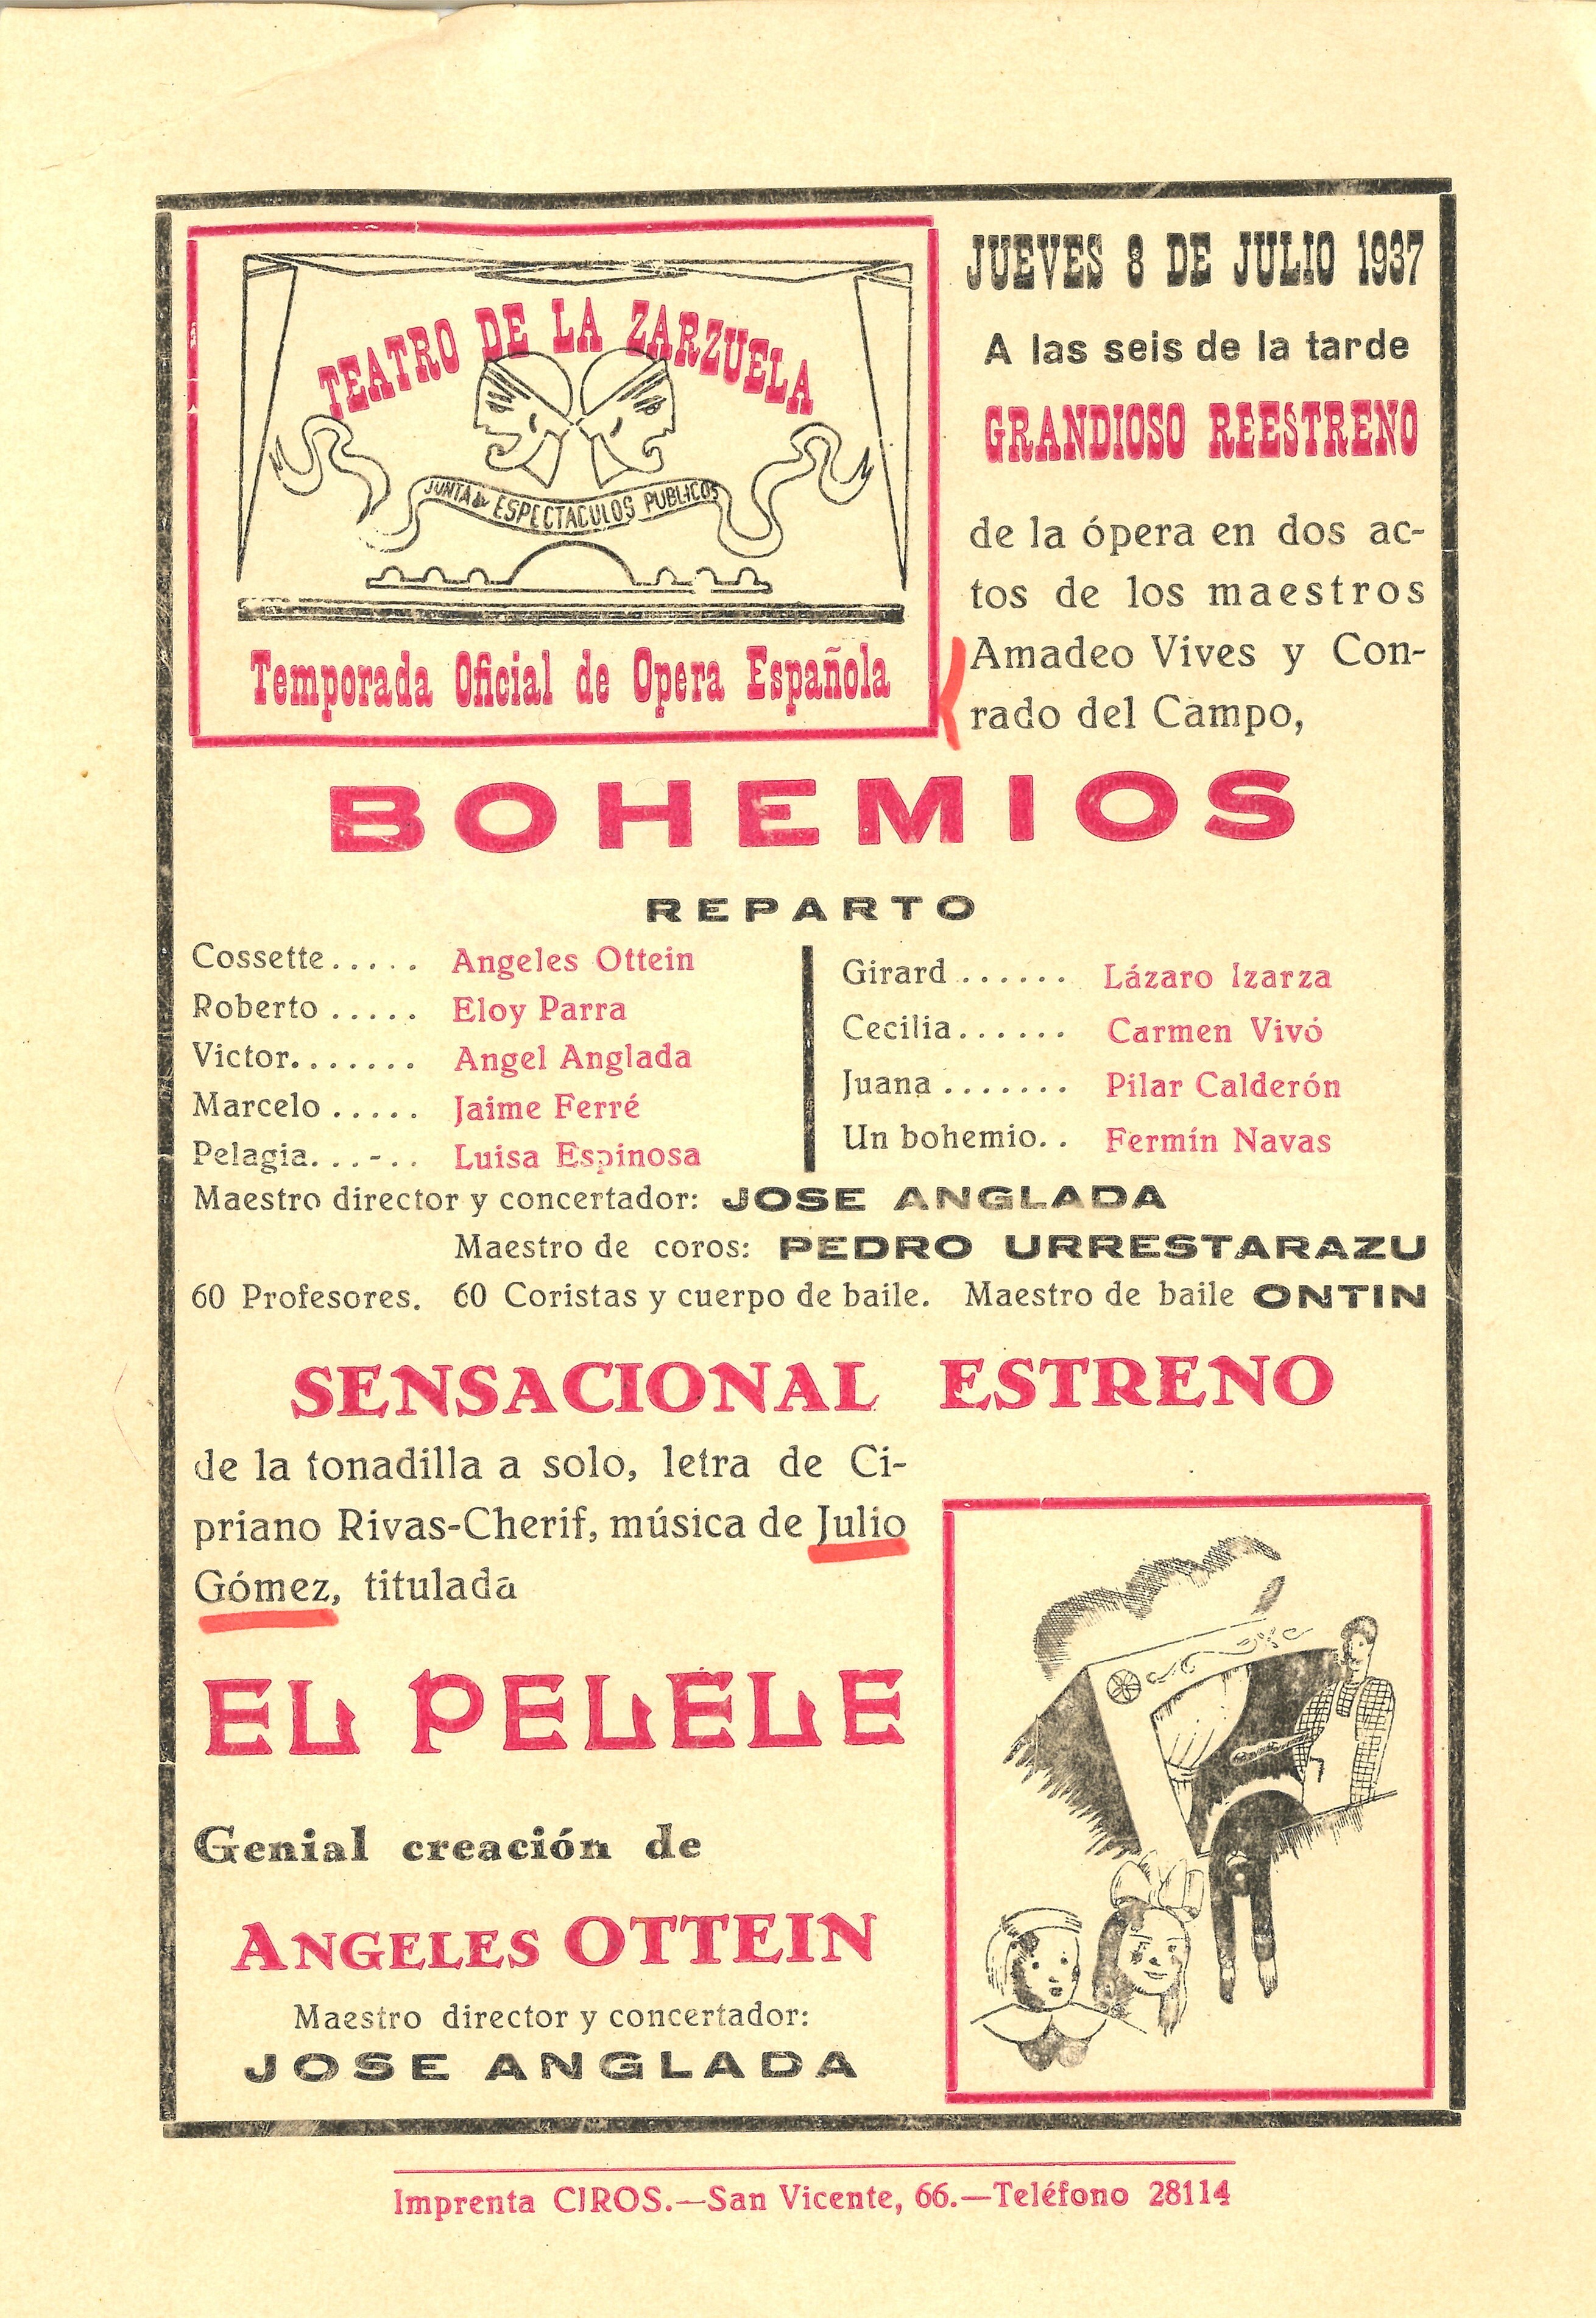 TEATRO DE LA ZARZUELA
JUNTA de ESPECTACULOS PUBLICOS
Temporada Oficial de Opera Española
JUEVES 8 DE JULIO 1937
A las seis de la tarde
GRANDIOSO REESTRENO
de la ópera en dos ac-
tos de los maestros
Amadeo Vives y Con-
rado del Campo,
BOHEMIOS
REPARTO
Cossette..... Angeles Ottein
Roberto ..... Eloy Parra
Victor....... Angel Anglada
Marcelo ..... Jaime Ferré
Pelagia...-.. Luisa Espinosa
Girard ...... Lázaro Izarza
Cecilia...... Carmen Vivó
Juana ....... Pilar Calderón
Un bohemio.. Fermín Navas
Maestro director y concertador: JOSE ANGLADA
Maestro de coros: PEDRO URRESTARAZU
60 Profesores. 60 Coristas y cuerpo de baile. Maestro de baile ONTIN
SENSACIONAL ESTRENO
de la tonadilla a solo, letra de Ci-
priano Rivas-Cherif, música de Julio
Gómez, titulada
EL PELELE
Genial creación de
ANGELES OTTEIN
Maestro director y concertador:
JOSE ANGLADA
Imprenta CIROS.—San Vicente, 66.—Teléfono 28114